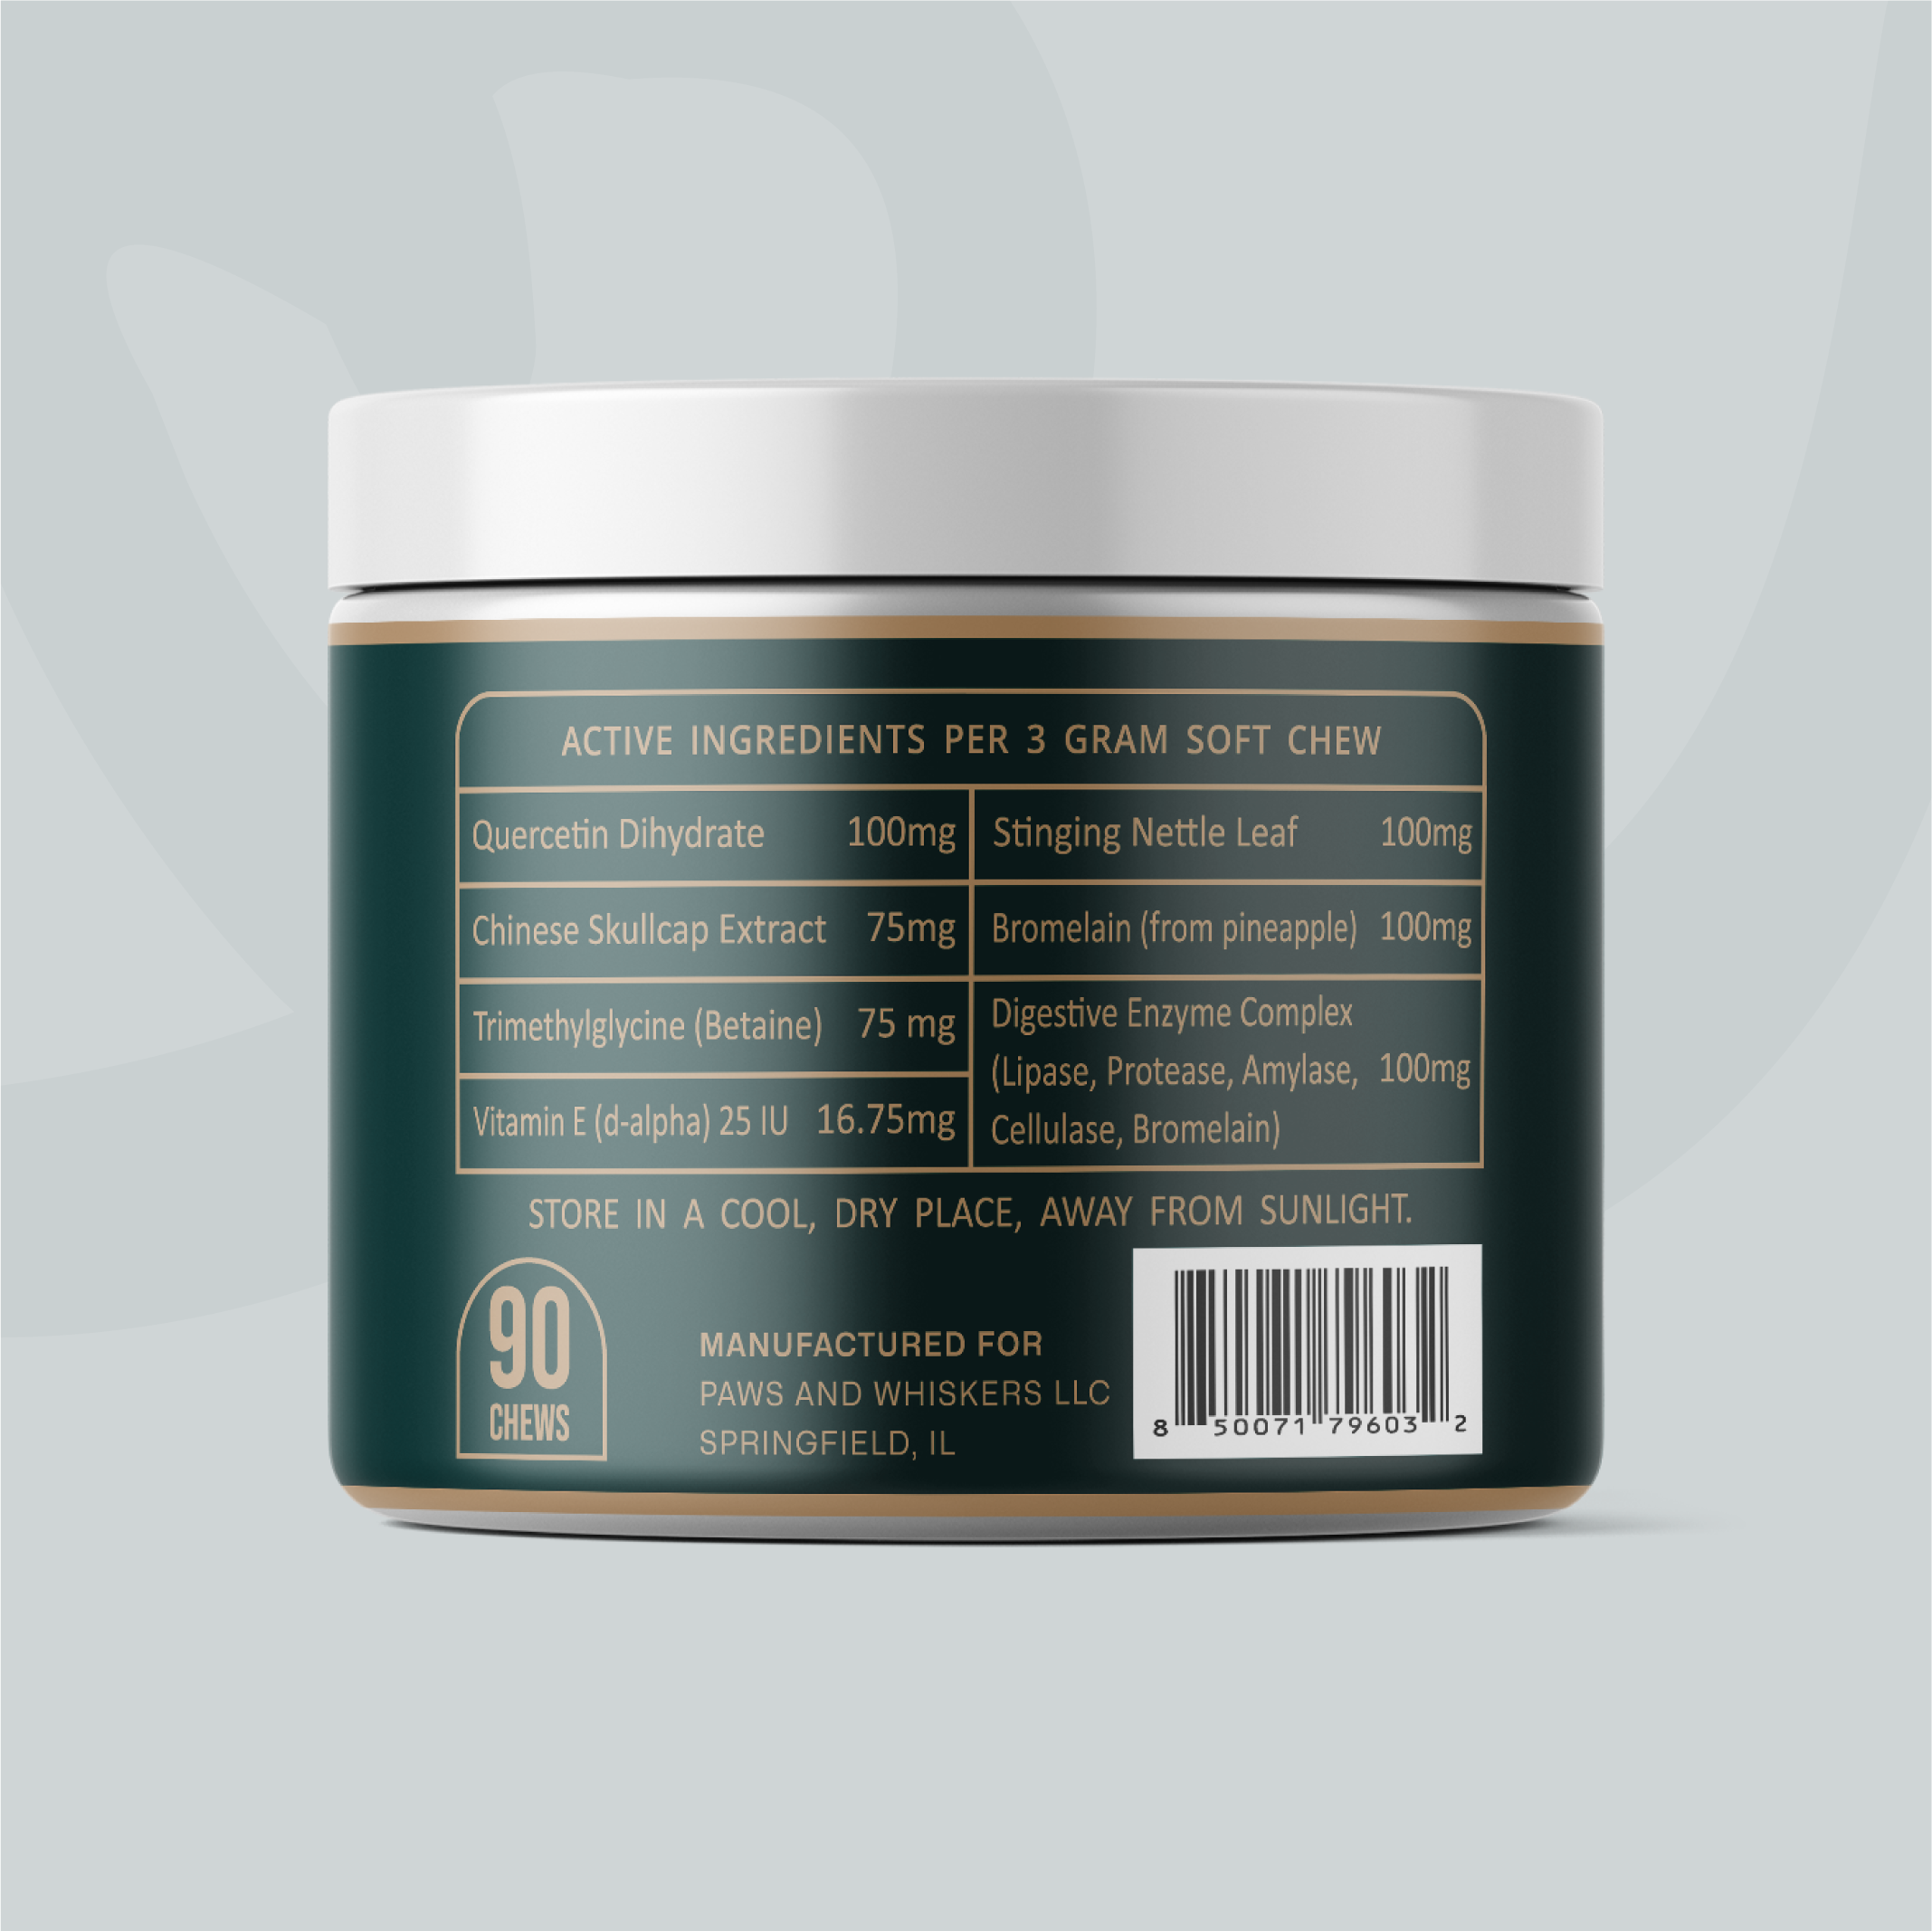 ACTIVE INGREDIENTS PER 3 GRAM SOFT CHEW
Quercetin Dihydrate 100mg
Stinging Nettle Leaf 100mg
Chinese Skullcap Extract 75mg
Bromelain (from pineapple) 100mg
Trimethylglycine (Betaine) 75 mg
Vitamin E (d-alpha) 25 IU 16.75mg
Digestive Enzyme Complex
(Lipase, Protease, Amylase, 100mg
Cellulase, Bromelain)
STORE IN A COOL, DRY PLACE, AWAY FROM SUNLIGHT.
90
CHEWS
MANUFACTURED FOR
PAWS AND WHISKERS LLC
SPRINGFIELD, IL
8 50071 79603 2